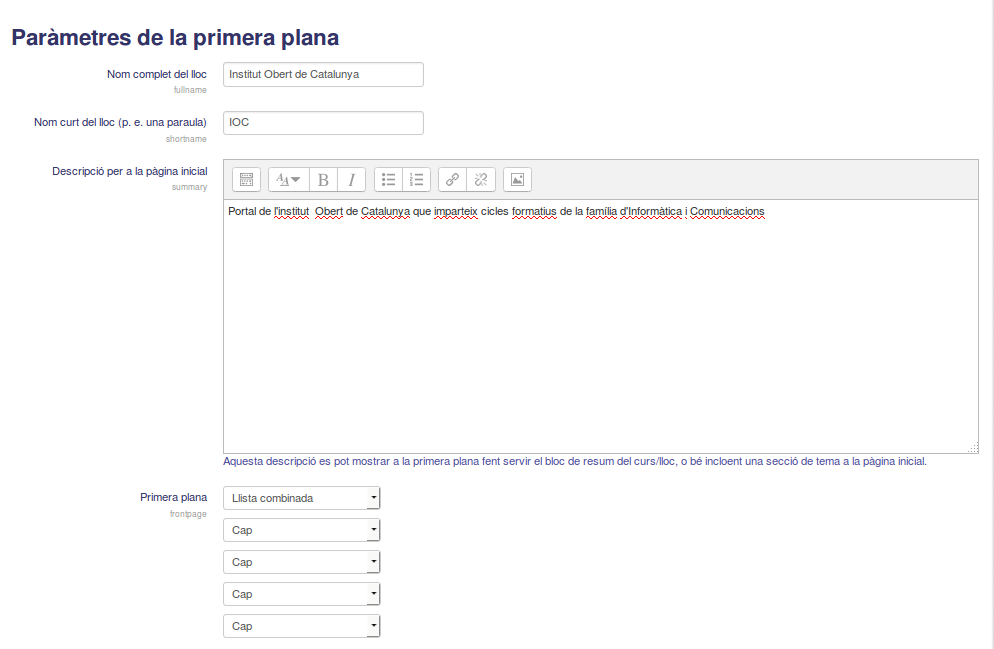 Paràmetres de la primera plana
Nom complet del lloc
fullname
Institut Obert de Catalunya
Nom curt del lloc (p. e. una paraula)
shortname
IOC
Descripció per a la pàgina inicial
summary
Portal de l'institut Obert de Catalunya que imparteix cicles formatius de la família d'Informàtica i Comunicacions
Aquesta descripció es pot mostrar a la primera plana fent servir el bloc de resum del curs/lloc, o bé incloent una secció de tema a la pàgina inicial.
Primera plana
frontpage
Llista combinada
Cap
Cap
Cap
Cap